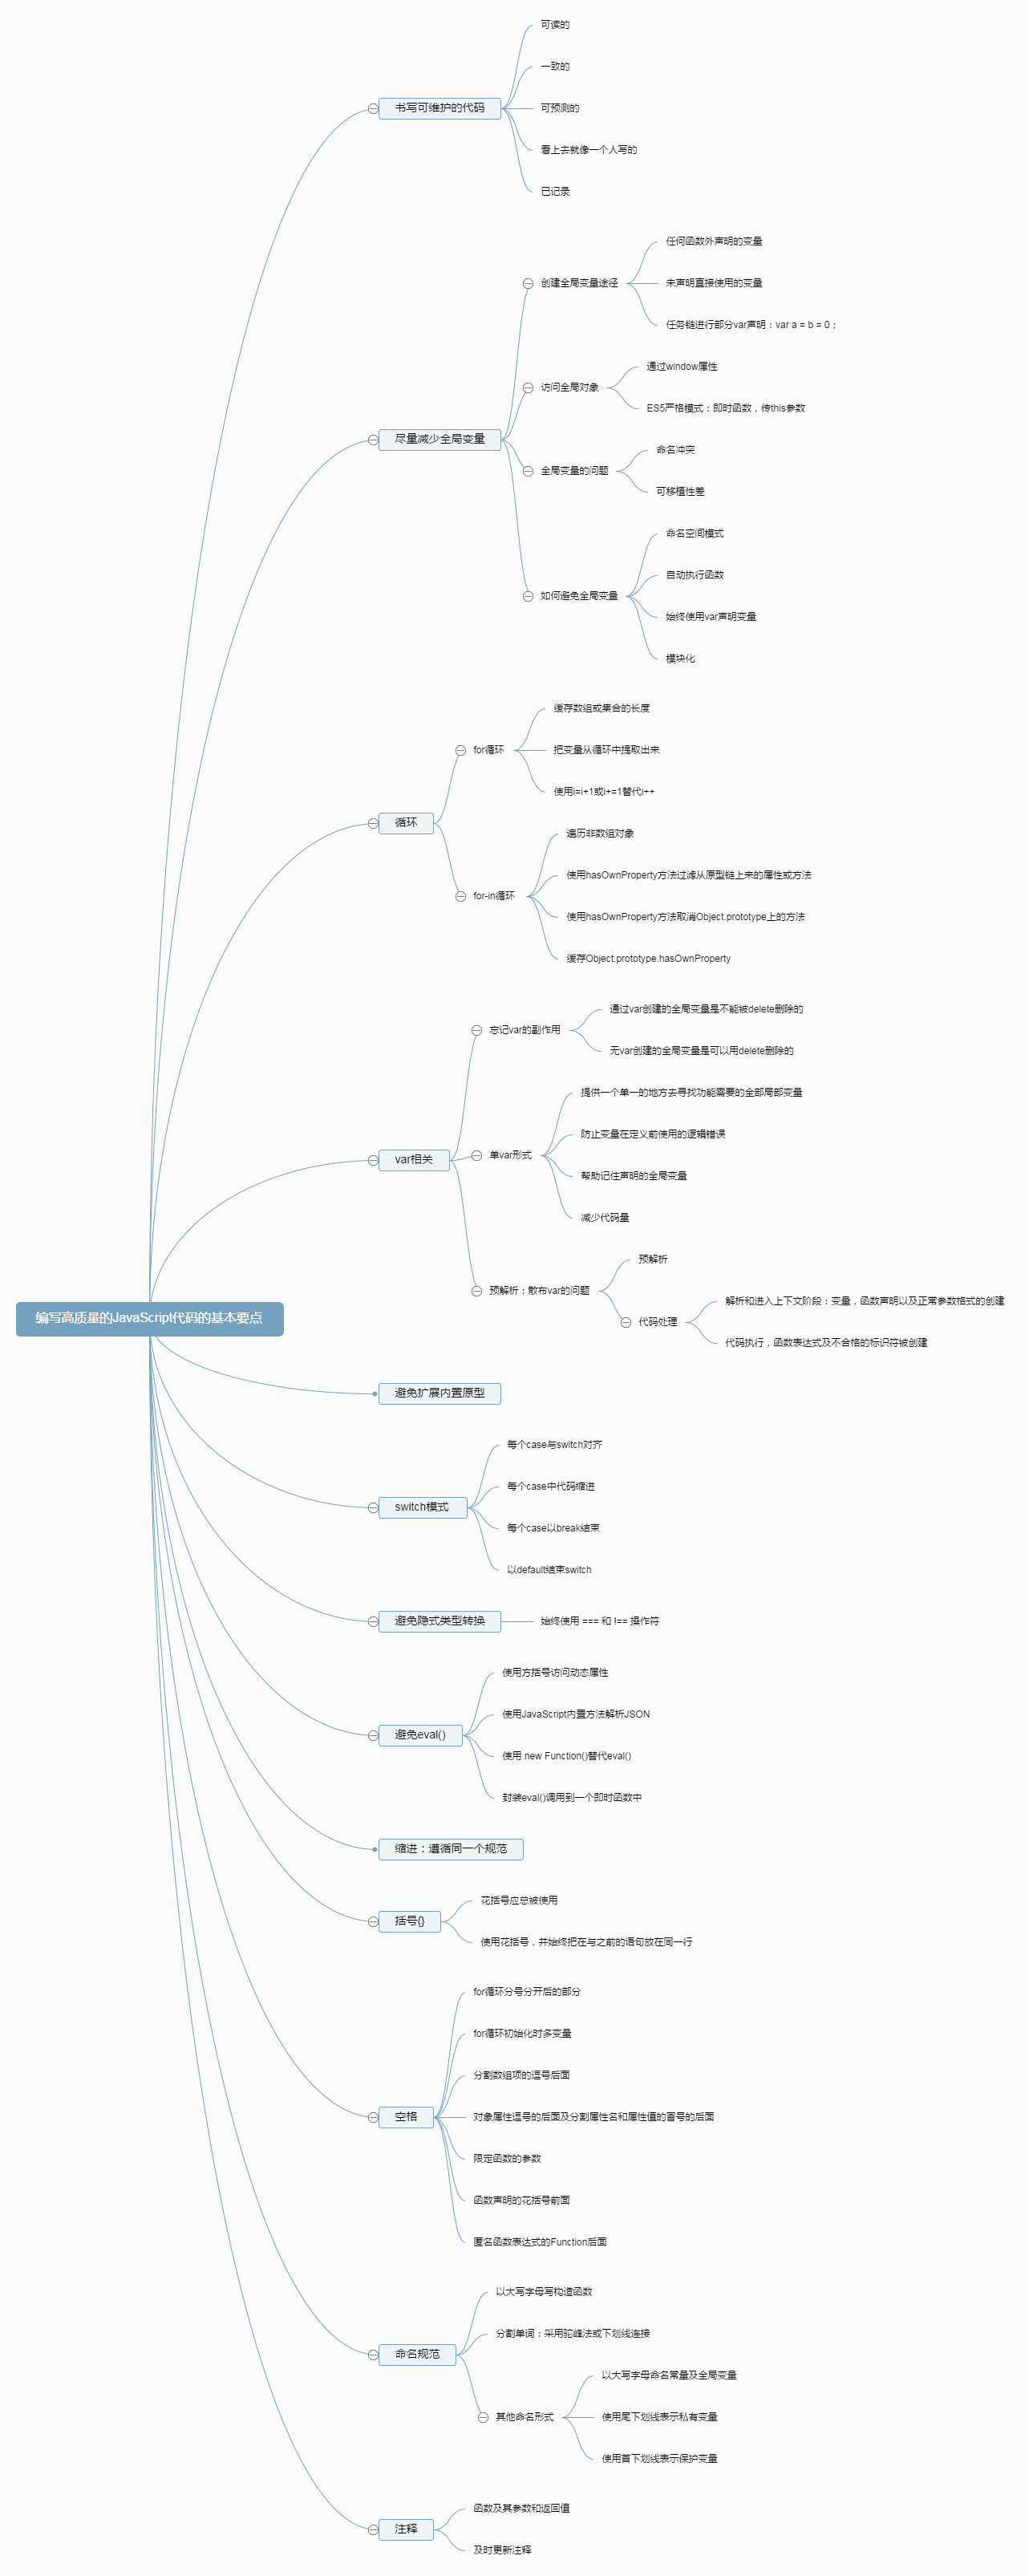 编写高质量的JavaScript代码的基本要点
书写可维护的代码
可读的
一致的
可预测的
看上去就像一个人写的
已记录
尽量减少全局变量
创建全局变量途径
任何函数外声明的变量
未声明直接使用的变量
任务链进行部分var声明：var a = b = 0；
访问全局对象
通过window属性
ES5严格模式：即时函数，传this参数
全局变量的问题
命名冲突
可移植性差
如何避免全局变量
命名空间模式
自动执行函数
始终使用var声明变量
模块化
循环
for循环
缓存数组或集合的长度
把变量从循环中提取出来
使用i=i+1或i+=1替代i++
for-in循环
遍历非数组对象
使用hasOwnProperty方法过滤从原型链上来的属性或方法
使用hasOwnProperty方法取消Object.prototype上的方法
缓存Object.prototype.hasOwnProperty
var相关
忘记var的副作用
通过var创建的全局变量是不能被delete删除的
无var创建的全局变量是可以用delete删除的
单var形式
提供一个单一的地方去寻找功能需要的全部局部变量
防止变量在定义前使用的逻辑错误
帮助记住声明的全局变量
减少代码量
预解析：散布var的问题
预解析
代码处理
解析和进入上下文阶段：变量，函数声明以及正常参数格式的创建
代码执行，函数表达式及不合格的标识符被创建
避免扩展内置原型
switch模式
每个case与switch对齐
每个case中代码缩进
每个case以break结束
以default结束switch
避免隐式类型转换
始终使用 === 和 !== 操作符
避免eval()
使用方括号访问动态属性
使用JavaScript内置方法解析JSON
使用 new Function()替代eval()
封装eval()调用到一个即时函数中
缩进：遵循同一个规范
括号{}
花括号应总被使用
使用花括号，并始终把在与之前的语句放在同一行
空格
for循环分号分开后的部分
for循环初始化时多变量
分割数组项的逗号后面
对象属性逗号的后面及分割属性名和属性值的冒号的后面
限定函数的参数
函数声明的花括号前面
匿名函数表达式的Function后面
命名规范
以大写字母写构造函数
分割单词：采用驼峰法或下划线连接
其他命名形式
以大写字母命名常量及全局变量
使用尾下划线表示私有变量
使用首下划线表示保护变量
注释
函数及其参数和返回值
及时更新注释